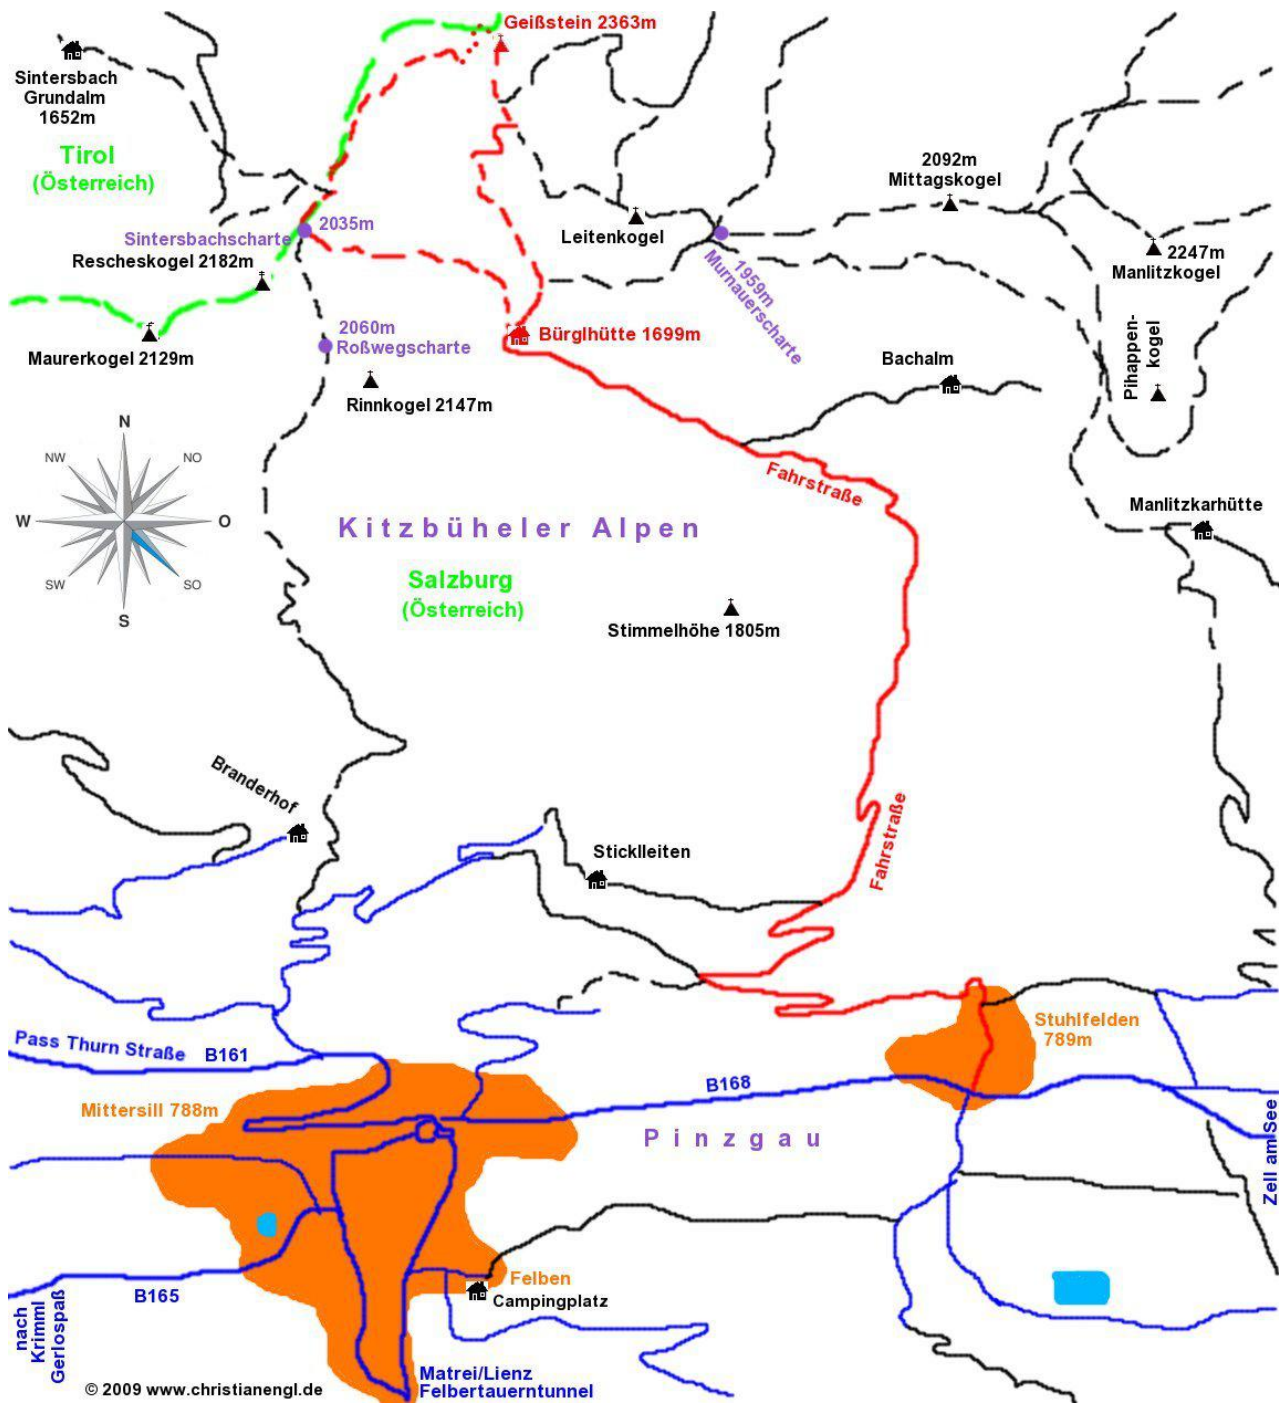 Geißstein 2363m
Sintersbach
Grundalm
1652m
Tirol
(Österreich)
2092m
Mittagskogel
2035m
Sintersbachscharte
Rescheskogel 2182m
Leitenkogel
2247m
Manlitzkogel
1959m
Murnauerscharte
2060m
Roßwegscharte
Bürglhütte 1699m
Maurerkogel 2129m
Bachalm
Pihappen-
kogel
Rinnkogel 2147m
N
NW
NO
W
O
SW
SO
S
Fahrstraße
Manlitzkarhütte
Kitzbüheler Alpen
Salzburg
(Österreich)
Stimmelhöhe 1805m
Branderhof
Fahrstraße
Sticklleiten
Stuhlfelden
789m
Pass Thurn Straße
B161
B168
Mittersill 788m
Pinzgau
Zell am See
Felben
Campingplatz
B165
nach
Krimml
Gerlospaß
Matrei/Lienz
Felbertauerntunnel
© 2009 www.christianengl.de